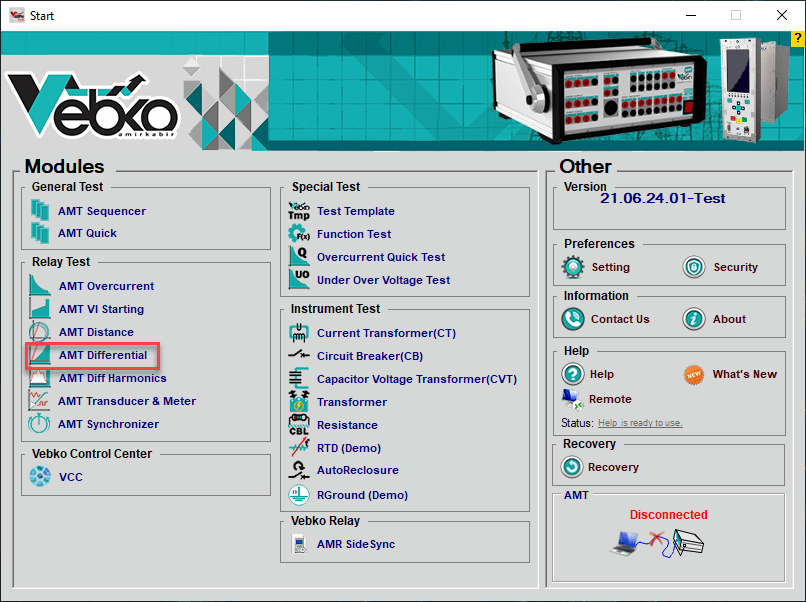 Start
?
Vebko
amirkabir
Modules
General Test
AMT Sequencer
AMT Quick
Relay Test
AMT Overcurrent
AMT VI Starting
AMT Distance
AMT Differential
AMT Diff Harmonics
AMT Transducer & Meter
AMT Synchronizer
Vebko Control Center
VCC
Special Test
Vebko
Tmp
Test Template
F(x)
Function Test
Q
Overcurrent Quick Test
UO
Under Over Voltage Test
Instrument Test
Current Transformer(CT)
Circuit Breaker(CB)
Capacitor Voltage Transformer(CVT)
Transformer
CBL
Resistance
RTD (Demo)
AutoReclosure
RGround (Demo)
Vebko Relay
AMR SideSync
Other
Version
21.06.24.01-Test
Preferences
Setting
Security
Information
Contact Us
i
About
Help
?
Help
NEW
What's New
Remote
Status: Help is ready to use.
Recovery
Recovery
AMT
Disconnected